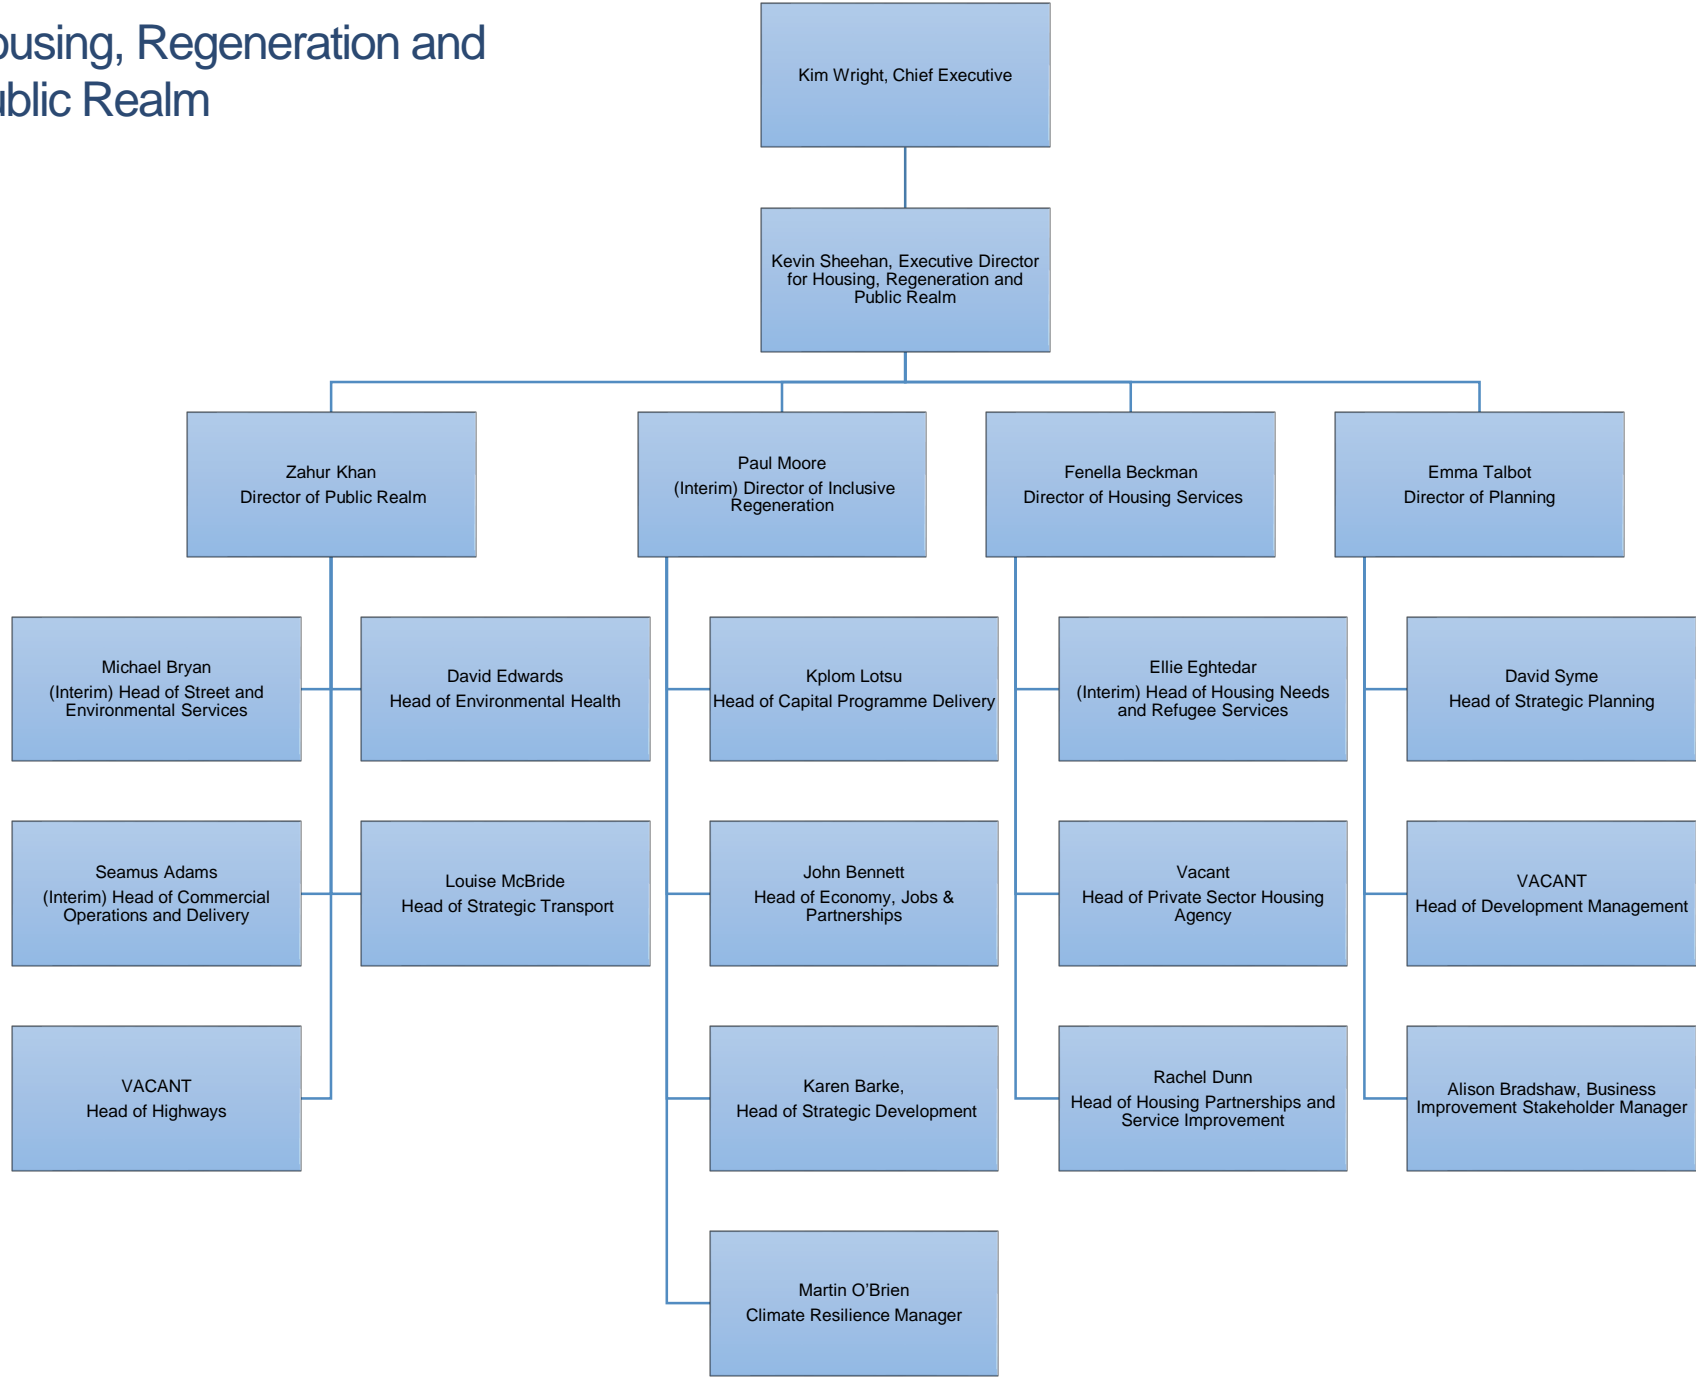 ousing, Regeneration and
ublic Realm
Kim Wright, Chief Executive
Kevin Sheehan, Executive Director
for Housing, Regeneration and
Public Realm
Zahur Khan
Director of Public Realm
Paul Moore
(Interim) Director of Inclusive
Regeneration
Fenella Beckman
Director of Housing Services
Emma Talbot
Director of Planning
Michael Bryan
(Interim) Head of Street and
Environmental Services
David Edwards
Head of Environmental Health
Kplom Lotsu
Head of Capital Programme Delivery
Ellie Eghtedar
(Interim) Head of Housing Needs
and Refugee Services
David Syme
Head of Strategic Planning
Seamus Adams
(Interim) Head of Commercial
Operations and Delivery
Louise McBride
Head of Strategic Transport
John Bennett
Head of Economy, Jobs &
Partnerships
Vacant
Head of Private Sector Housing
Agency
VACANT
Head of Development Management
VACANT
Head of Highways
Karen Barke,
Head of Strategic Development
Rachel Dunn
Head of Housing Partnerships and
Service Improvement
Alison Bradshaw, Business
Improvement Stakeholder Manager
Martin O'Brien
Climate Resilience Manager